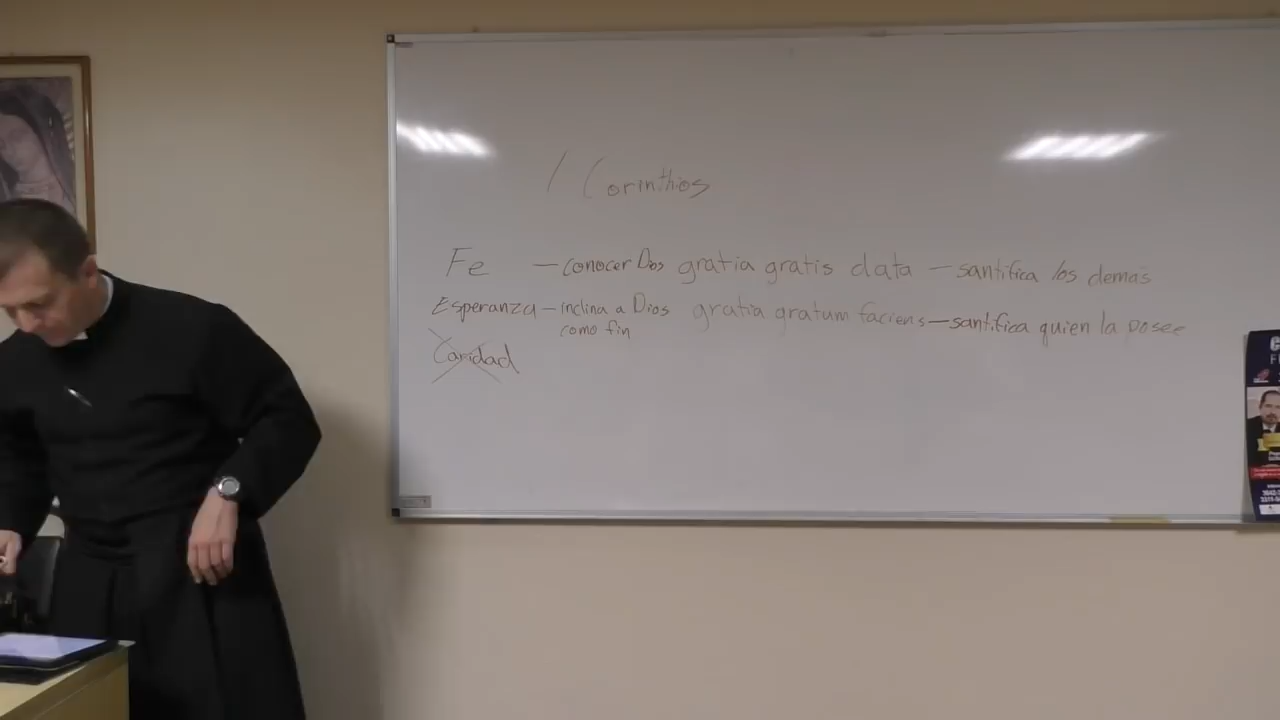 1 Corinthios
Fe — conocer Dios gratia gratis data — santifica los demas
Esperanza — inclina a Dios gratia gratum faciens — santifica quien la posee
como fin
Caridad